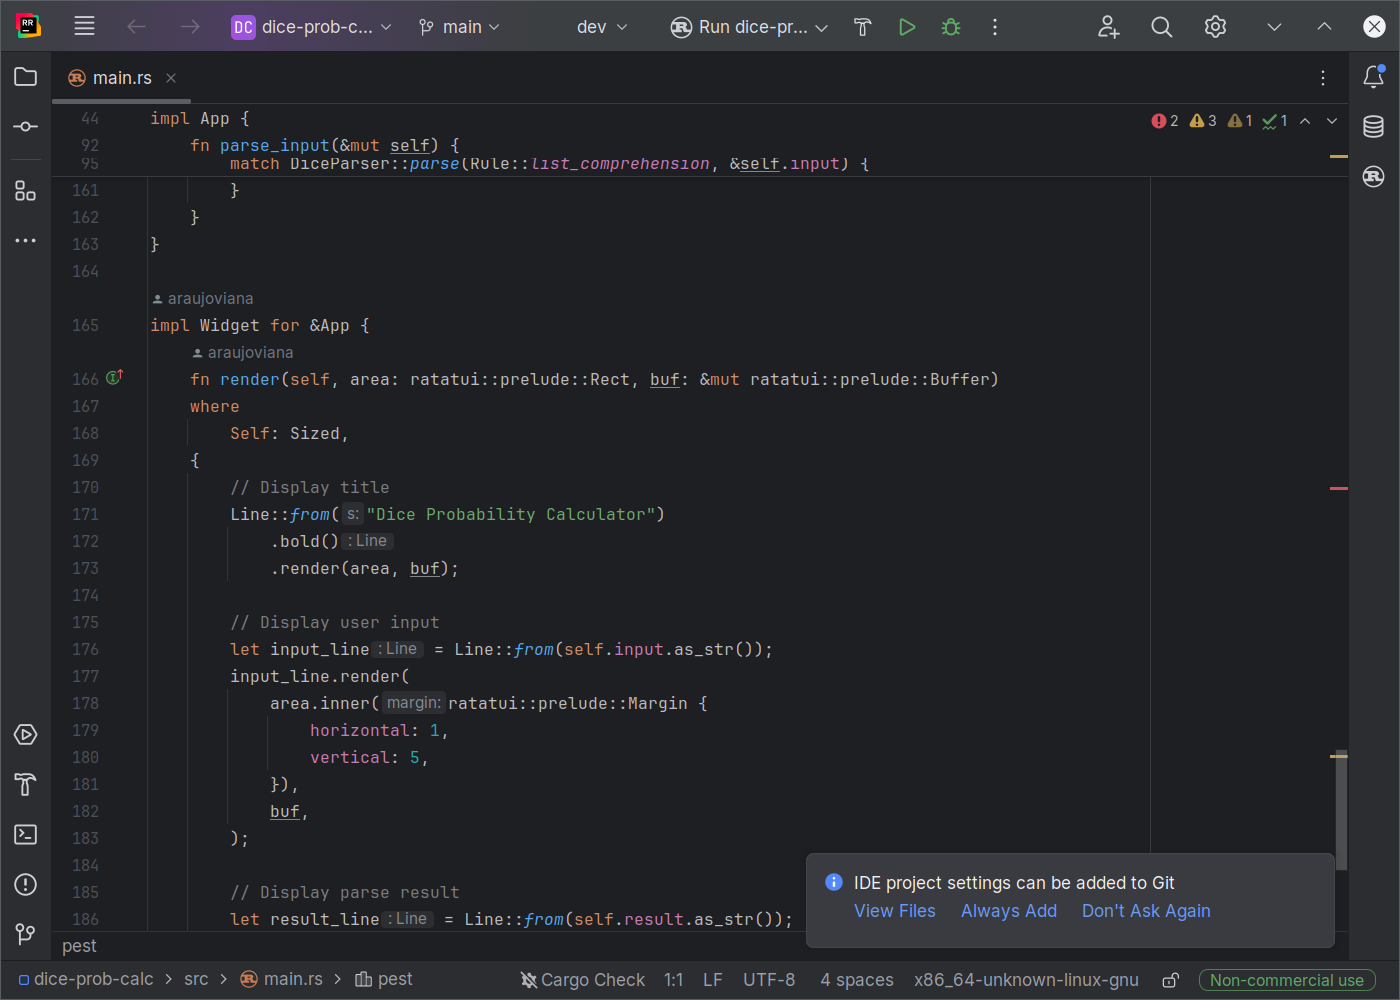 RR
DC dice-prob-c... main dev Run dice-pr...
main.rs
44 impl App { 2 3 1 1
92 fn parse_input(&mut self) {
95 match DiceParser::parse(Rule::list_comprehension, &self.input) {
161 }
162 }
163 }
164
araujoviana
165 impl Widget for &App {
araujoviana
166 fn render(self, area: ratatui::prelude::Rect, buf: &mut ratatui::prelude::Buffer)
167 where
168 Self: Sized,
169 {
170 // Display title
171 Line::from( s: "Dice Probability Calculator")
172 .bold() : Line
173 .render(area, buf);
174
175 // Display user input
176 let input_line : Line = Line::from(self.input.as_str());
177 input_line.render(
178 area.inner( margin: ratatui::prelude::Margin {
179 horizontal: 1,
180 vertical: 5,
181 }),
182 buf,
183 );
184
185 // Display parse result
186 let result_line : Line = Line::from(self.result.as_str());
IDE project settings can be added to Git
View Files Always Add Don't Ask Again
pest
dice-prob-calc > src > main.rs > pest Cargo Check 1:1 LF UTF-8 4 spaces x86_64-unknown-linux-gnu Non-commercial use